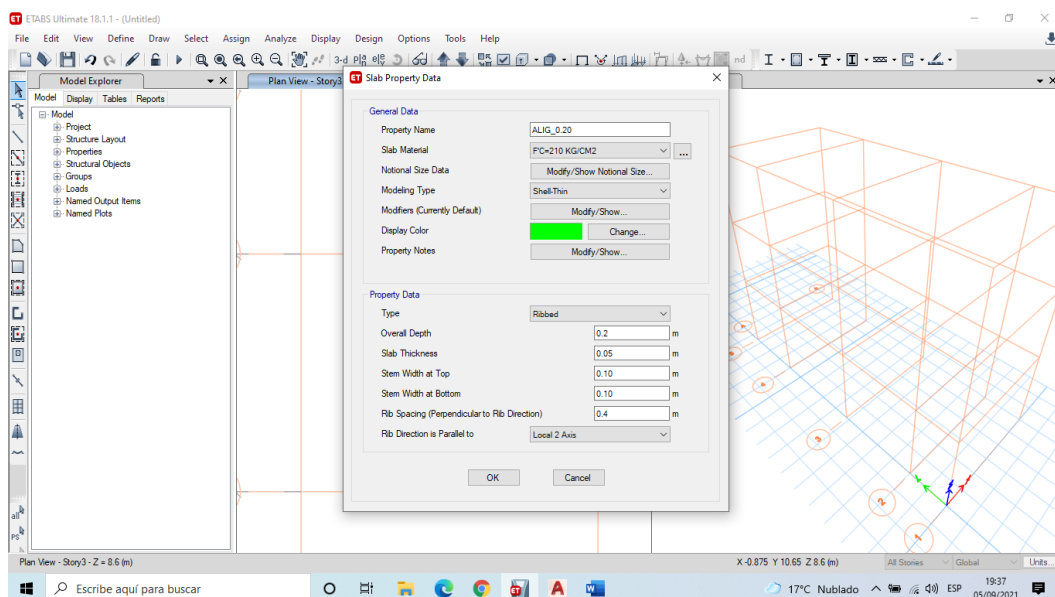 ETABS Ultimate 18.1.1 - (Untitled)
File Edit View Define Draw Select Assign Analyze Display Design Options Tools Help
3-d
nd
Model Explorer
Plan View - Story3
Model Display Tables Reports
Model
Project
Structure Layout
Properties
Structural Objects
Groups
Loads
Named Output Items
Named Plots
Slab Property Data
General Data
Property Name ALIG_0.20
Slab Material F'C=210 KG/CM2 ...
Notional Size Data Modify/Show Notional Size...
Modeling Type Shell-Thin
Modifiers (Currently Default) Modify/Show...
Display Color Change...
Property Notes Modify/Show...
Property Data
Type Ribbed
Overall Depth 0.2 m
Slab Thickness 0.05 m
Stem Width at Top 0.10 m
Stem Width at Bottom 0.10 m
Rib Spacing (Perpendicular to Rib Direction) 0.4 m
Rib Direction is Parallel to Local 2 Axis
OK Cancel
3
2
1
all
PS
Plan View - Story3 - Z = 8.6 (m)
X -0.875 Y 10.65 Z 8.6 (m)
All Stories Global Units...
Escribe aquí para buscar
17°C Nublado ESP 19:37
05/09/2021